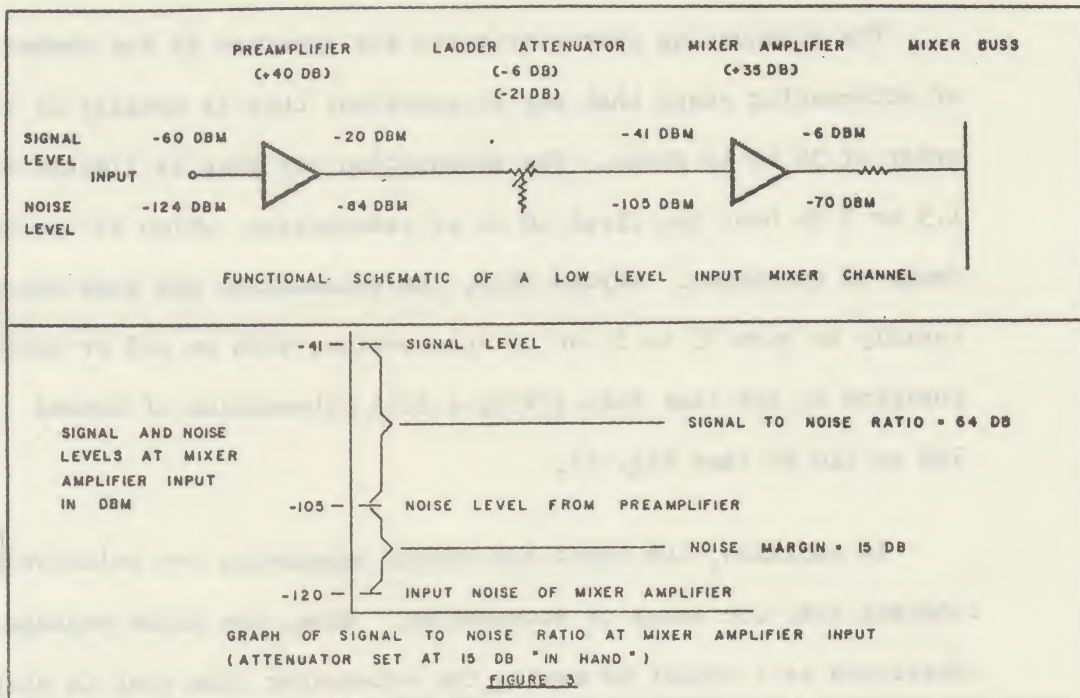 PREAMPLIFIER LADDER ATTENUATOR MIXER AMPLIFIER MIXER BUSS
(+40 DB) (-6 DB) (+35 DB)
(-21 DB)
SIGNAL LEVEL -60 DBM -20 DBM -41 DBM -6 DBM
INPUT
NOISE LEVEL -124 DBM -84 DBM -105 DBM -70 DBM
FUNCTIONAL SCHEMATIC OF A LOW LEVEL INPUT MIXER CHANNEL
-41 SIGNAL LEVEL
SIGNAL TO NOISE RATIO = 64 DB
SIGNAL AND NOISE
LEVELS AT MIXER
AMPLIFIER INPUT
IN DBM
-105 NOISE LEVEL FROM PREAMPLIFIER
NOISE MARGIN = 15 DB
-120 INPUT NOISE OF MIXER AMPLIFIER
GRAPH OF SIGNAL TO NOISE RATIO AT MIXER AMPLIFIER INPUT
(ATTENUATOR SET AT 15 DB "IN HAND")
FIGURE 3